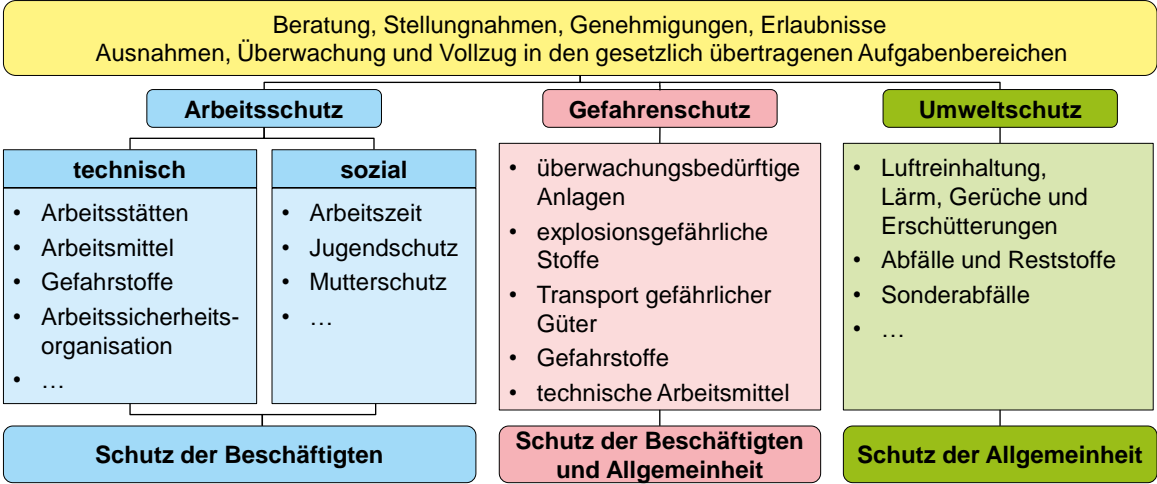 Beratung, Stellungnahmen, Genehmigungen, Erlaubnisse
Ausnahmen, Überwachung und Vollzug in den gesetzlich übertragenen Aufgabenbereichen
Arbeitsschutz
technisch
• Arbeitsstätten
• Arbeitsmittel
• Gefahrstoffe
• Arbeitssicherheits-
organisation
• …
sozial
• Arbeitszeit
• Jugendschutz
• Mutterschutz
• …
Schutz der Beschäftigten
Gefahrenschutz
• überwachungsbedürftige
Anlagen
• explosionsgefährliche
Stoffe
• Transport gefährlicher
Güter
• Gefahrstoffe
• technische Arbeitsmittel
Schutz der Beschäftigten
und Allgemeinheit
Umweltschutz
• Luftreinhaltung,
Lärm, Gerüche und
Erschütterungen
• Abfälle und Reststoffe
• Sonderabfälle
• …
Schutz der Allgemeinheit